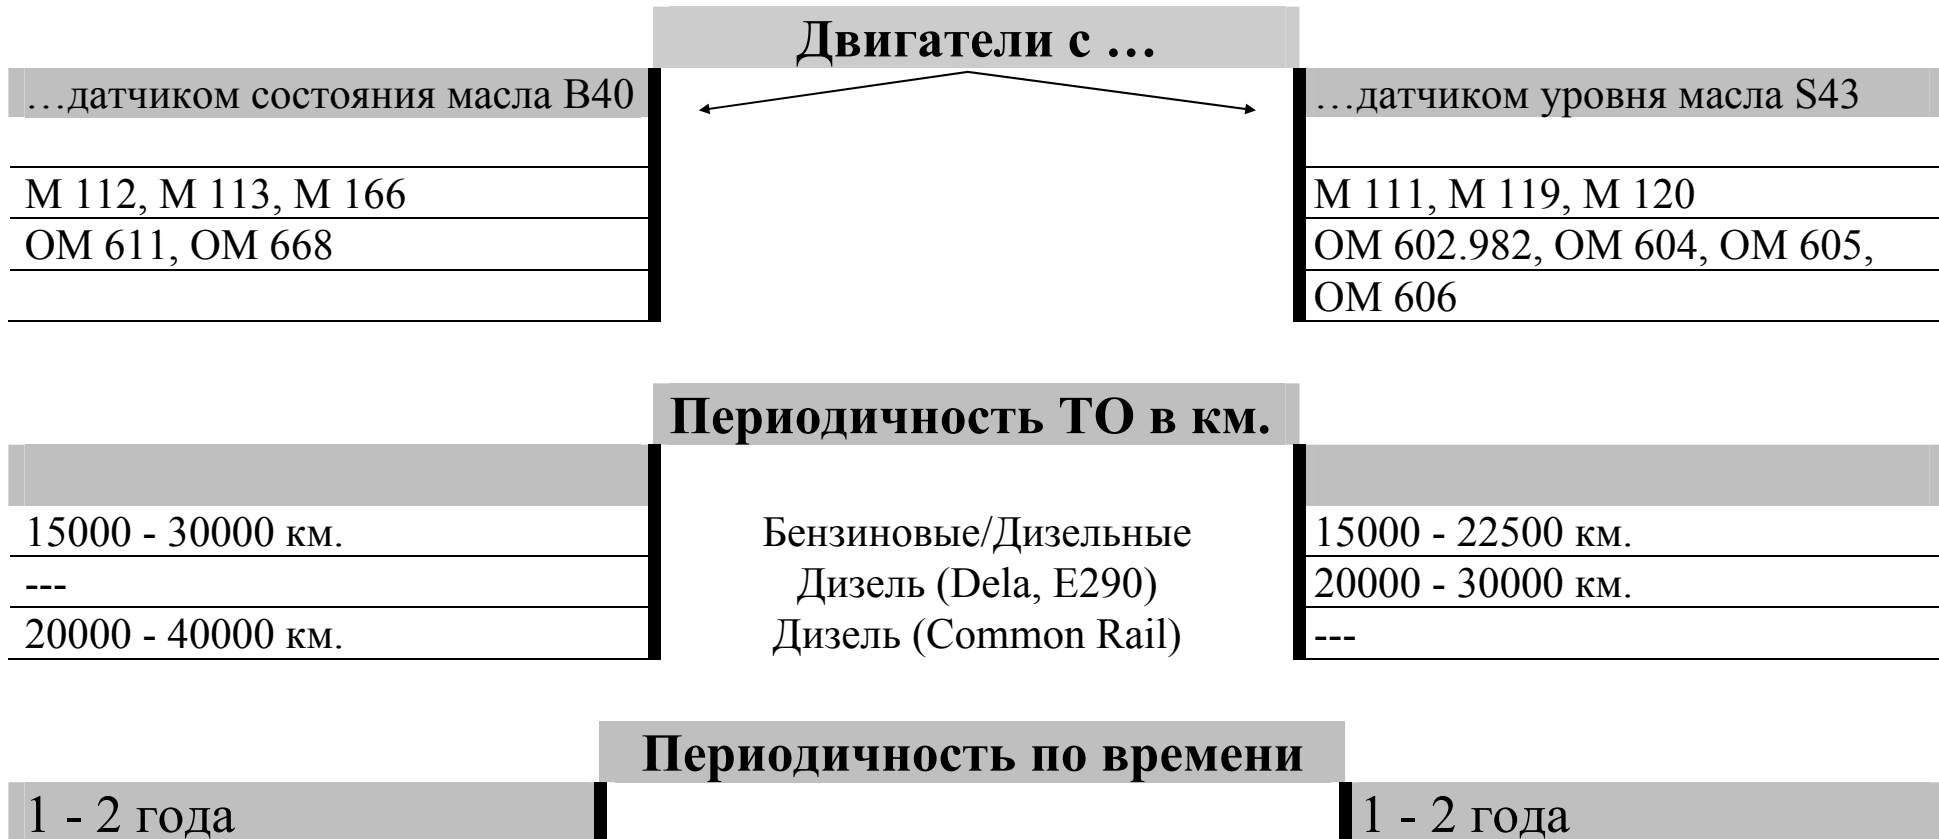 Двигатели с …
…датчиком состояния масла B40
…датчиком уровня масла S43
M 112, M 113, M 166
M 111, M 119, M 120
OM 611, OM 668
OM 602.982, OM 604, OM 605,
OM 606
Периодичность ТО в км.
15000 - 30000 км.
Бензиновые/Дизельные
15000 - 22500 км.
---
Дизель (Dela, E290)
20000 - 30000 км.
20000 - 40000 км.
Дизель (Common Rail)
---
Периодичность по времени
1 - 2 года
1 - 2 года